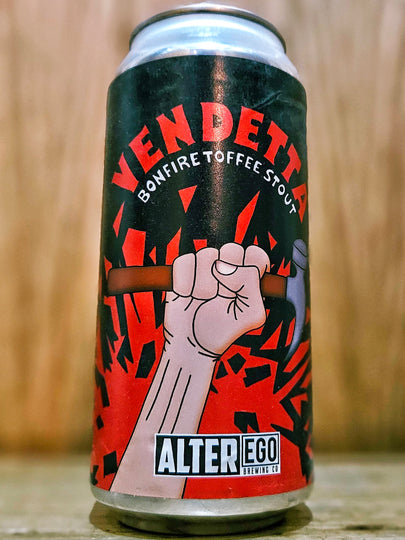 VENDETTA
BONFIRE TOFFEE STOUT
ALTER EGO
BREWING CO